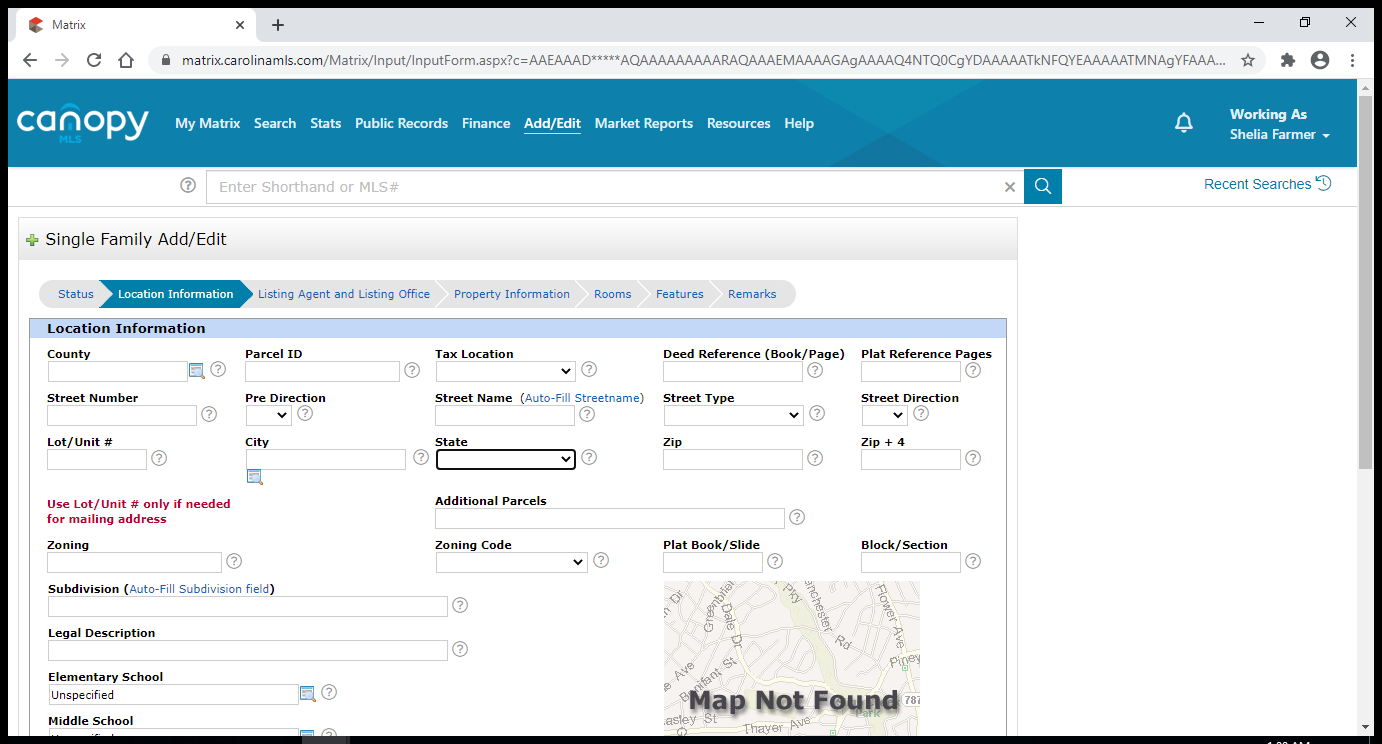 Matrix
matrix.carolinamls.com/Matrix/Input/InputForm.aspx?c=AAEAAAD*****AQAAAAAAAAARAQAAAEMAAAAGAgAAAAQ4NTQ0CgYDAAAAATkNFQYEAAAAATMNAgYFAAA...
canopy
MLS
My Matrix Search Stats Public Records Finance Add/Edit Market Reports Resources Help
Working As
Shelia Farmer
Enter Shorthand or MLS#
Recent Searches
Single Family Add/Edit
Status Location Information Listing Agent and Listing Office Property Information Rooms Features Remarks
Location Information
County Parcel ID Tax Location Deed Reference (Book/Page) Plat Reference Pages
Street Number Pre Direction Street Name (Auto-Fill Streetname) Street Type Street Direction
Lot/Unit # City State Zip Zip + 4
Use Lot/Unit # only if needed
for mailing address
Additional Parcels
Zoning Zoning Code Plat Book/Slide Block/Section
Subdivision (Auto-Fill Subdivision field)
Legal Description
Elementary School
Unspecified
Middle School
Map Not Found
Dale Dr
Pkwy
Rd
Flower Ave
Piney
Bonifant St
Thayer Ave
Park